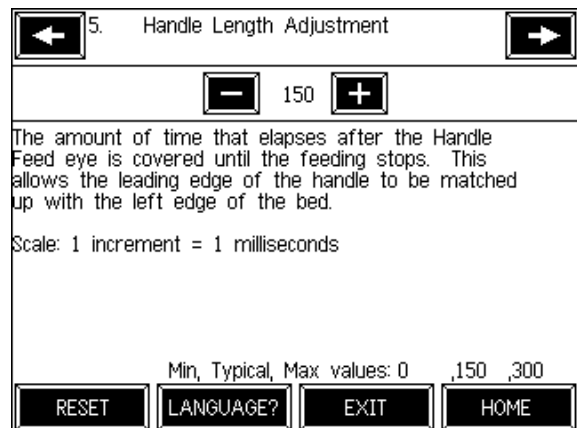 5. Handle Length Adjustment
150
The amount of time that elapses after the Handle
Feed eye is covered until the feeding stops. This
allows the leading edge of the handle to be matched
up with the left edge of the bed.
Scale: 1 increment = 1 milliseconds
Min, Typical, Max values: 0 ,150 ,300
RESET LANGUAGE? EXIT HOME